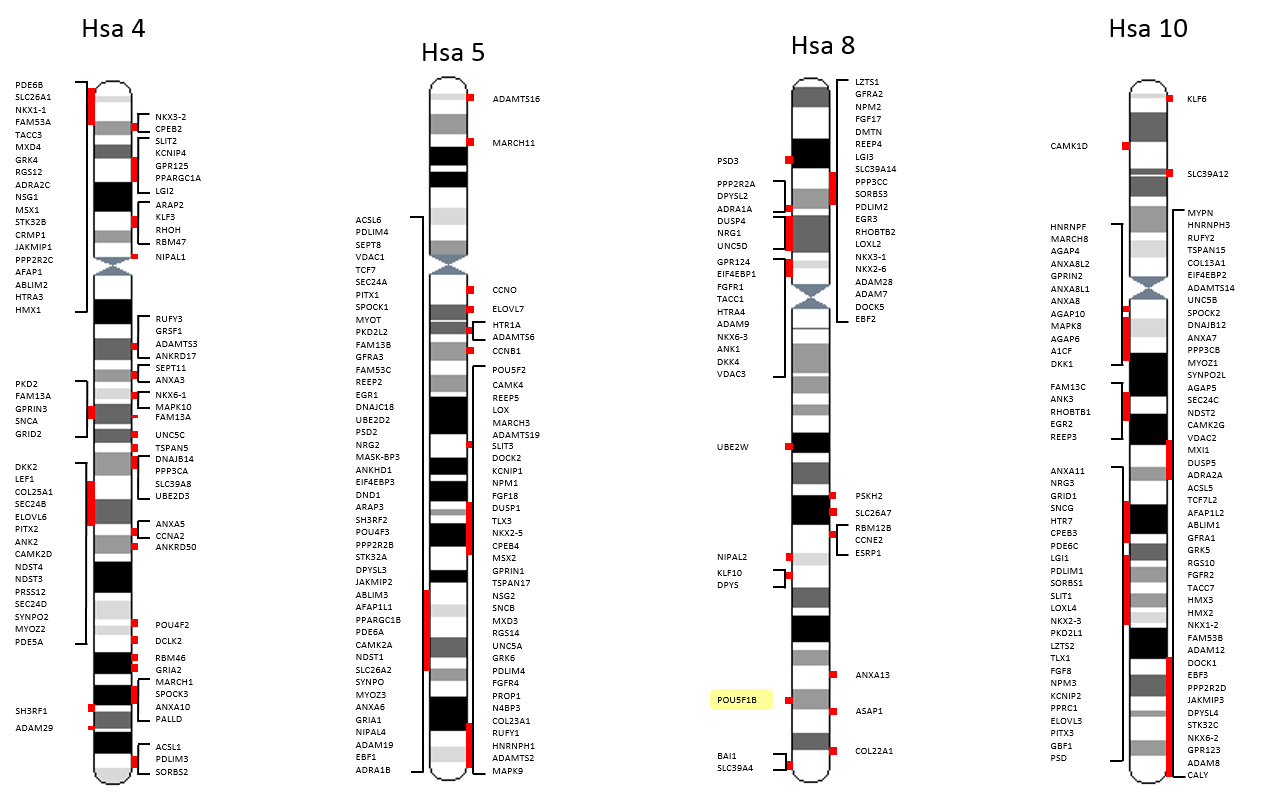 Hsa 4
PDE6B
SLC26A1
NKX1-1
FAM53A
TACC3
MXD4
GRK4
RGS12
ADRA2C
NSG1
MSX1
STK32B
CRMP1
JAKMIP1
PPP2R2C
AFAP1
ABLIM2
HTRA3
HMX1
PKD2
FAM13A
GPRIN3
SNCA
GRID2
DKK2
LEF1
COL25A1
SEC24B
ELOVL6
PITX2
ANK2
CAMK2D
NDST4
NDST3
PRSS12
SEC24D
SYNPO2
MYOZ2
PDE5A
SH3RF1
ADAM29
NKX3-2
CPEB2
SLIT2
KCNIP4
GPR125
PPARGC1A
LGI2
ARAP2
KLF3
RHOH
RBM47
NIPAL1
RUFY3
GRSF1
ADAMTS3
ANKRD17
SEPT11
ANXA3
NKX6-1
MAPK10
FAM13A
UNC5C
TSPAN5
DNAJB14
PPP3CA
SLC39A8
UBE2D3
ANXA5
CCNA2
ANKRD50
POU4F2
DCLK2
RBM46
GRIA2
MARCH1
SPOCK3
ANXA10
PALLD
ACSL1
PDLIM3
SORBS2
Hsa 5
ACSL6
PDLIM4
SEPT8
VDAC1
TCF7
SEC24A
PITX1
SPOCK1
MYOT
PKD2L2
FAM13B
GFRA3
FAM53C
REEP2
EGR1
DNAJC18
UBE2D2
PSD2
NRG2
MASK-BP3
ANKHD1
EIF4EBP3
DND1
ARAP3
SH3RF2
POU4F3
PPP2R2B
STK32A
DPYSL3
JAKMIP2
ABLIM3
AFAP1L1
PPARGC1B
PDE6A
CAMK2A
NDST1
SLC26A2
SYNPO
MYOZ3
ANXA6
GRIA1
NIPAL4
ADAM19
EBF1
ADRA1B
ADAMTS16
MARCH11
CCNO
ELOVL7
HTR1A
ADAMTS6
CCNB1
POU5F2
CAMK4
REEP5
LOX
MARCH3
ADAMTS19
SLIT3
DOCK2
KCNIP1
NPM1
FGF18
DUSP1
TLX3
NKX2-5
CPEB4
MSX2
GPRIN1
TSPAN17
NSG2
SNCB
MXD3
RGS14
UNC5A
GRK6
PDLIM4
FGFR4
PROP1
N4BP3
COL23A1
RUFY1
HNRNPH1
ADAMTS2
MAPK9
Hsa 8
PSD3
PPP2R2A
DPYSL2
ADRA1A
DUSP4
NRG1
UNC5D
GPR124
EIF4EBP1
FGFR1
TACC1
HTRA4
ADAM9
NKX6-3
ANK1
DKK4
VDAC3
UBE2W
NIPAL2
KLF10
DPYS
POU5F1B
BAI1
SLC39A4
LZTS1
GFRA2
NPM2
FGF17
DMTN
REEP4
LGI3
SLC39A14
PPP3CC
SORBS3
PDLIM2
EGR3
RHOBTB2
LOXL2
NKX3-1
NKX2-6
ADAM28
ADAM7
DOCK5
EBF2
PSKH2
SLC26A7
RBM12B
CCNE2
ESRP1
ANXA13
ASAP1
COL22A1
Hsa 10
CAMK1D
HNRNPF
MARCH8
AGAP4
ANXA8L2
GPRIN2
ANXA8L1
ANXA8
AGAP10
MAPK8
AGAP6
A1CF
DKK1
FAM13C
ANK3
RHOBTB1
EGR2
REEP3
ANXA11
NRG3
GRID1
SNCG
HTR7
CPEB3
PDE6C
LGI1
PDLIM1
SORBS1
SLIT1
LOXL4
NKX2-3
PKD2L1
LZTS2
TLX1
FGF8
NPM3
KCNIP2
PPRC1
ELOVL3
PITX3
GBF1
PSD
KLF6
SLC39A12
MYPN
HNRNPH3
RUFY2
TSPAN15
COL13A1
EIF4EBP2
ADAMTS14
UNC5B
SPOCK2
DNAJB12
ANXA7
PPP3CB
MYOZ1
SYNPO2L
AGAP5
SEC24C
NDST2
CAMK2G
VDAC2
MXI1
DUSP5
ADRA2A
ACSL5
TCF7L2
AFAP1L2
ABLIM1
GFRA1
GRK5
RGS10
FGFR2
TACC7
HMX3
HMX2
NKX1-2
FAM53B
ADAM12
DOCK1
EBF3
PPP2R2D
JAKMIP3
DPYSL4
STK32C
NKX6-2
GPR123
ADAM8
CALY